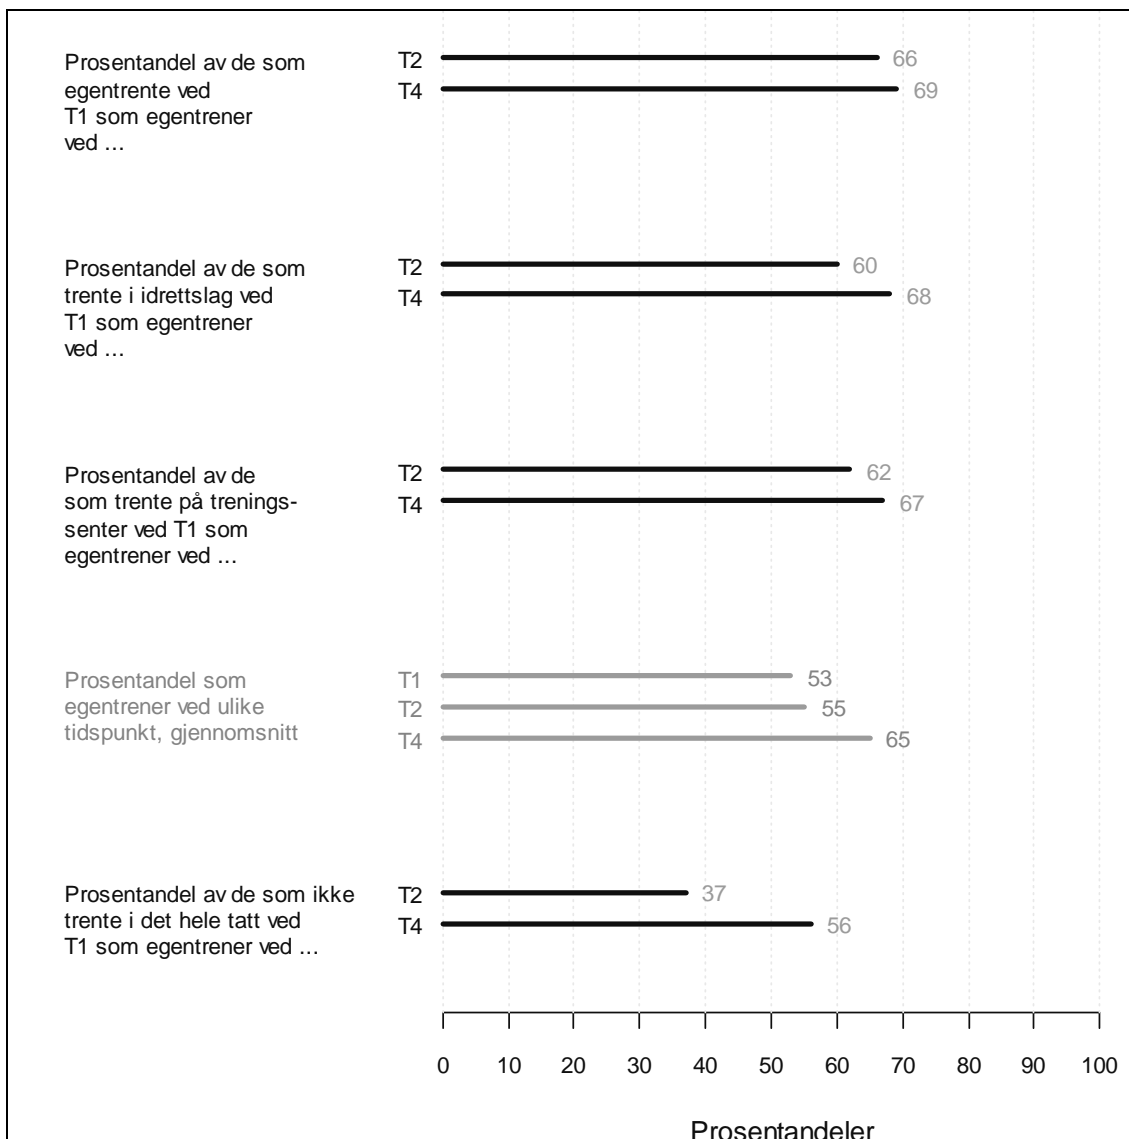 Prosentandel av de som
egentrente ved
T1 som egentrener
ved ...
T2
66
T4
69
Prosentandel av de som
trente i idrettslag ved
T1 som egentrener
ved ...
T2
60
T4
68
Prosentandel av de
som trente på trenings-
senter ved T1 som
egentrener ved ...
T2
62
T4
67
Prosentandel som
egentrener ved ulike
tidspunkt, gjennomsnitt
T1
53
T2
55
T4
65
Prosentandel av de som ikke
trente i det hele tatt ved
T1 som egentrener ved ...
T2
37
T4
56
0 10 20 30 40 50 60 70 80 90 100
Prosentandeler